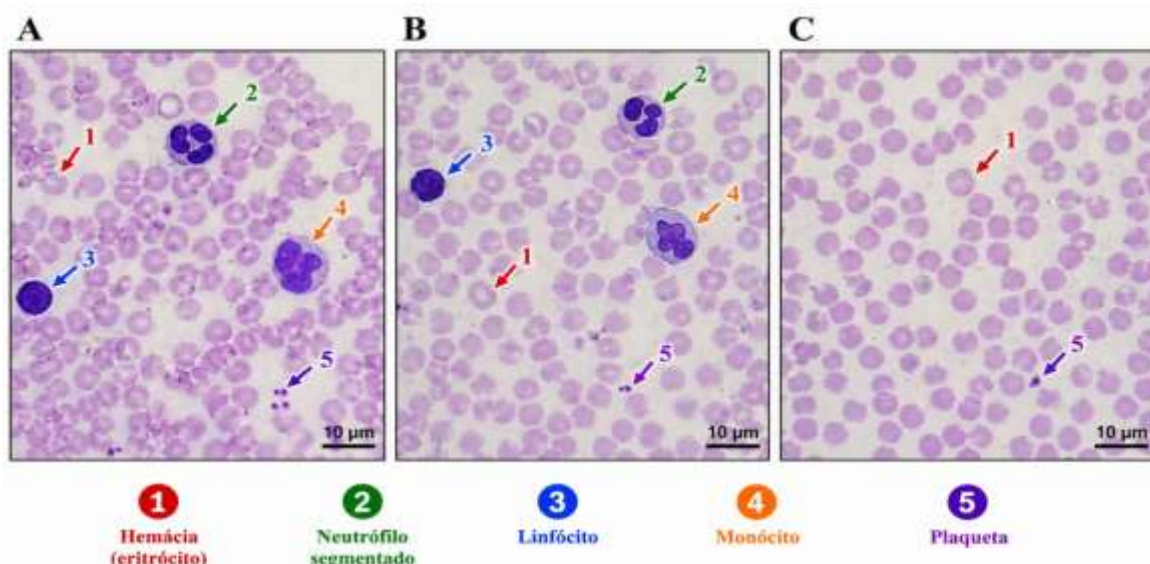 A B C
2
1
3
4
5
10 µm
2
3
4
1
5
10 µm
1
5
10 µm
1 2 3 4 5
Hemácia
(eritrócito)
Neutrófilo
segmentado
Linfócito
Monócito
Plaqueta